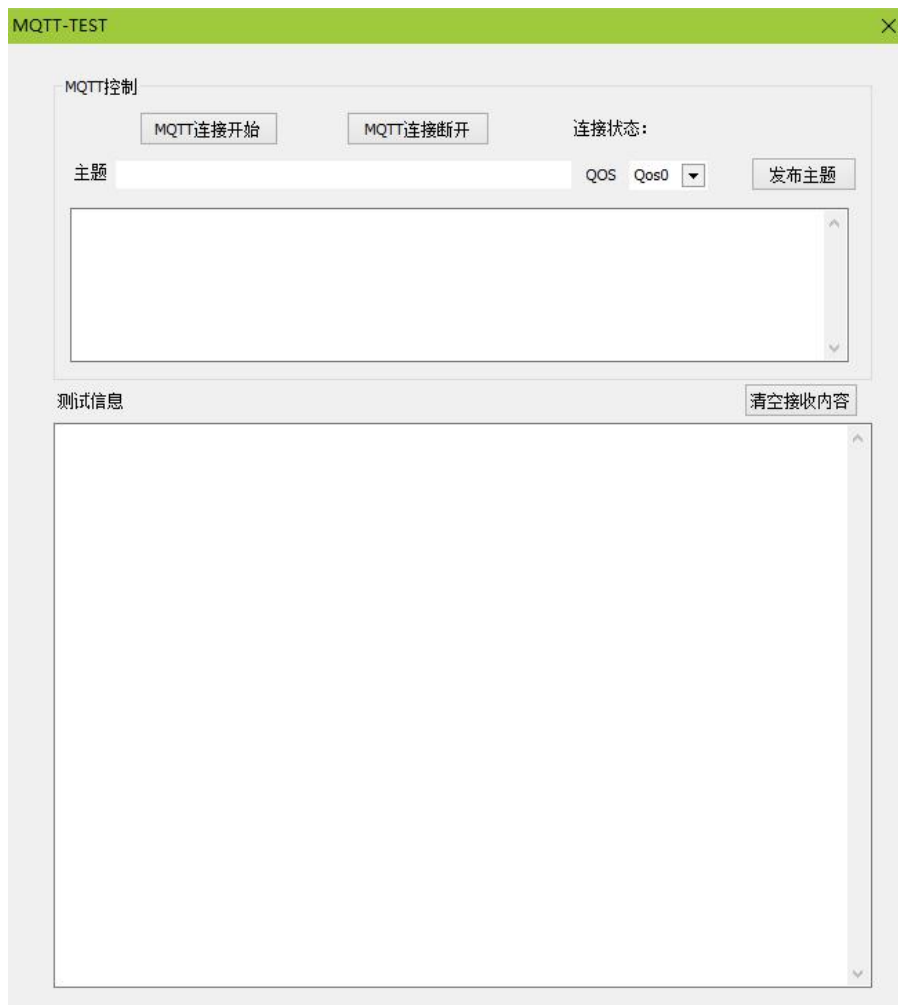 MQTT-TEST
MQTT控制
MQTT连接开始 MQTT连接断开 连接状态：
主题 QOS Qos0 发布主题
测试信息 清空接收内容